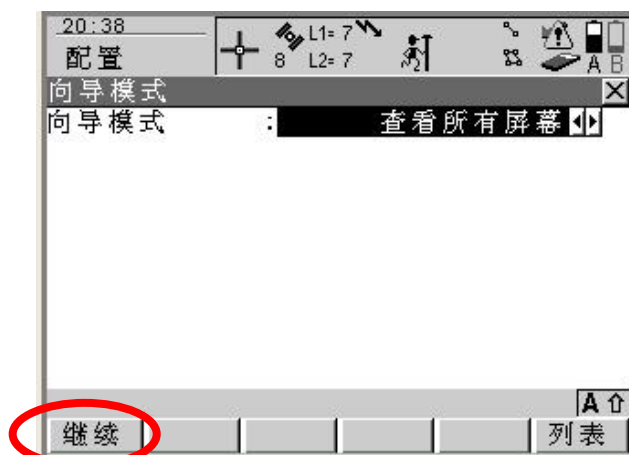 20:38
配置
L1= 7
8 L2= 7
A B
向导模式
向导模式 : 查看所有屏幕
A
继续 列表